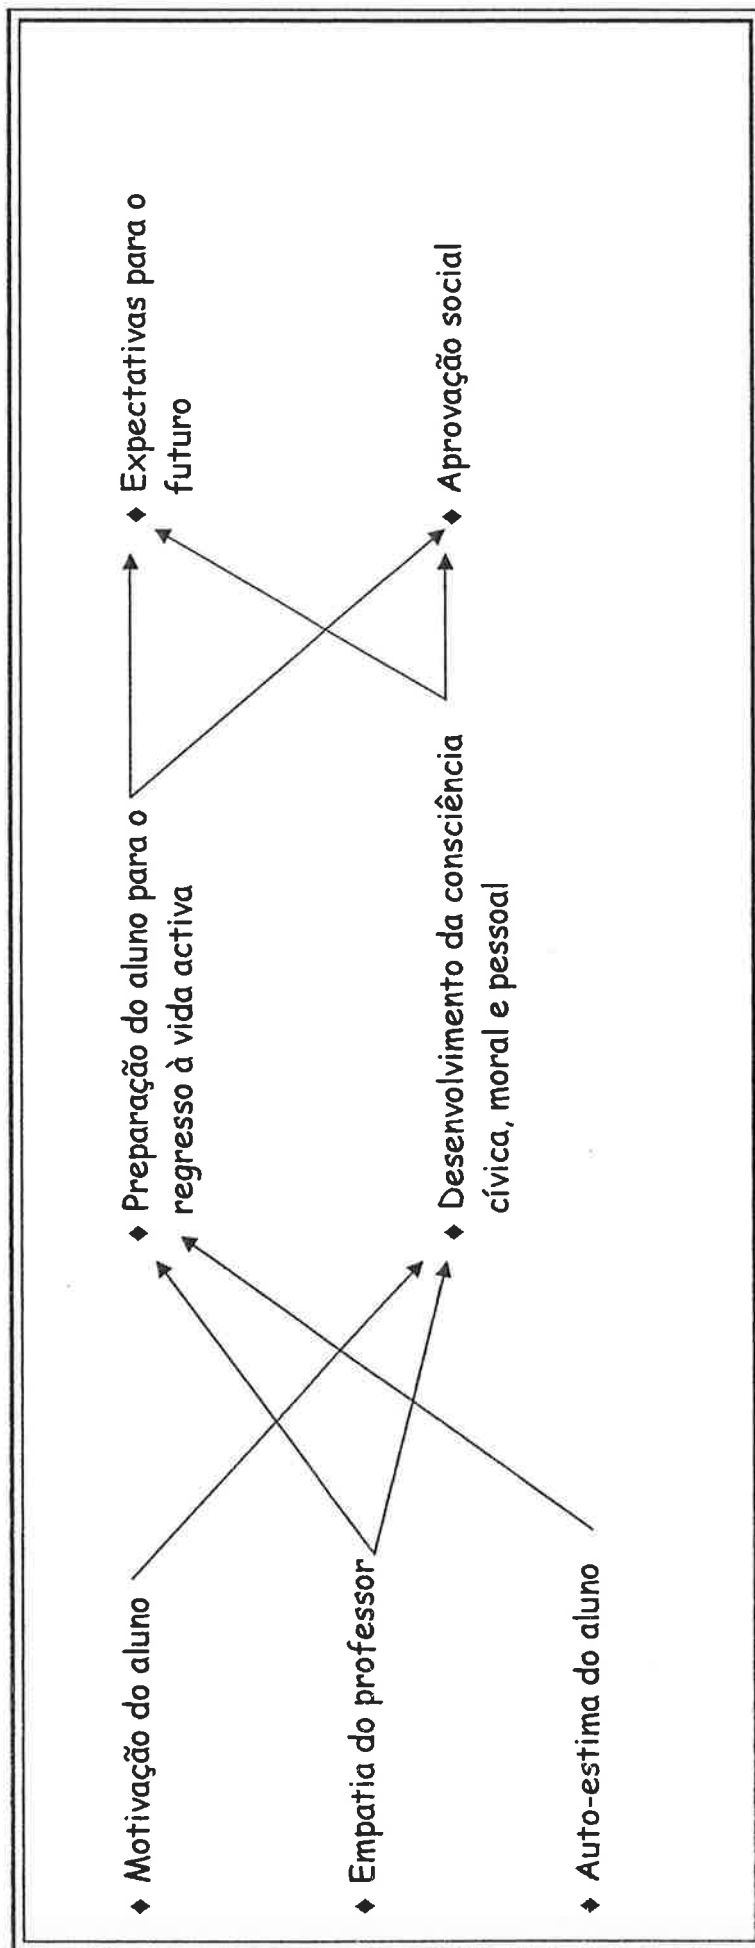 ♦ Motivação do aluno
♦ Empatia do professor
♦ Auto-estima do aluno
♦ Preparação do aluno para o
regresso à vida activa
♦ Desenvolvimento da consciência
cívica, moral e pessoal
♦ Expectativas para o
futuro
♦ Aprovação social